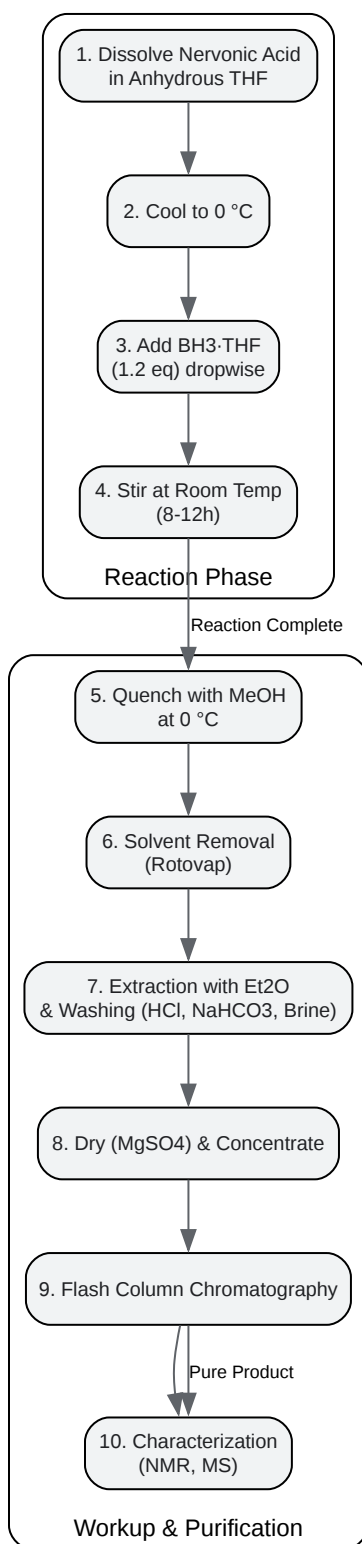 1. Dissolve Nervonic Acid
in Anhydrous THF
2. Cool to 0 °C
3. Add BH3·THF
(1.2 eq) dropwise
4. Stir at Room Temp
(8-12h)
Reaction Phase
Reaction Complete
5. Quench with MeOH
at 0 °C
6. Solvent Removal
(Rotovap)
7. Extraction with Et2O
& Washing (HCl, NaHCO3, Brine)
8. Dry (MgSO4) & Concentrate
9. Flash Column Chromatography
Pure Product
10. Characterization
(NMR, MS)
Workup & Purification